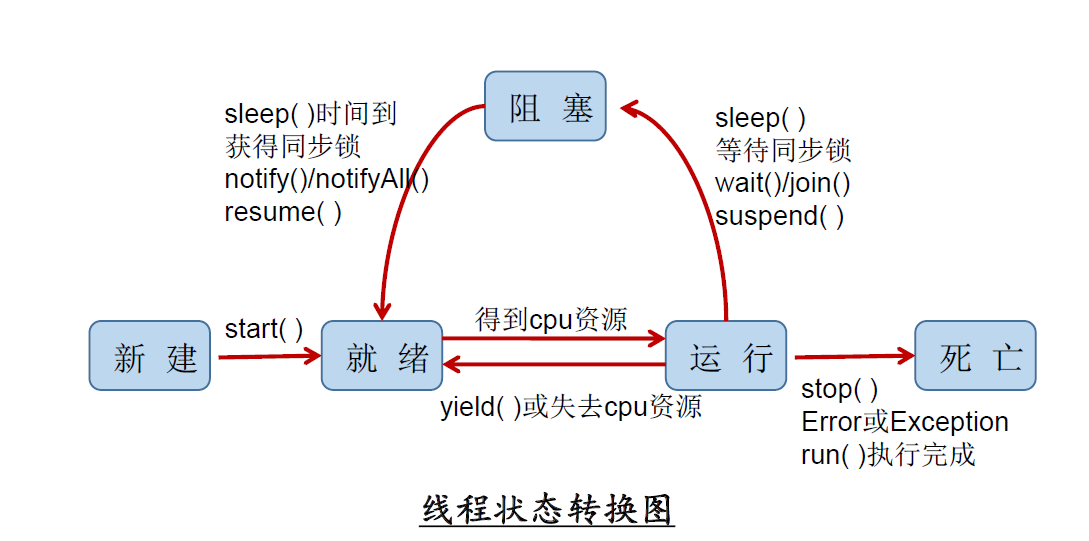 阻 塞
sleep( )时间到
获得同步锁
notify()/notifyAll()
resume( )
sleep( )
等待同步锁
wait()/join()
suspend( )
新 建
start( )
就 绪
得到cpu资源
yield( )或失去cpu资源
运 行
死 亡
stop( )
Error或Exception
run( )执行完成
线程状态转换图